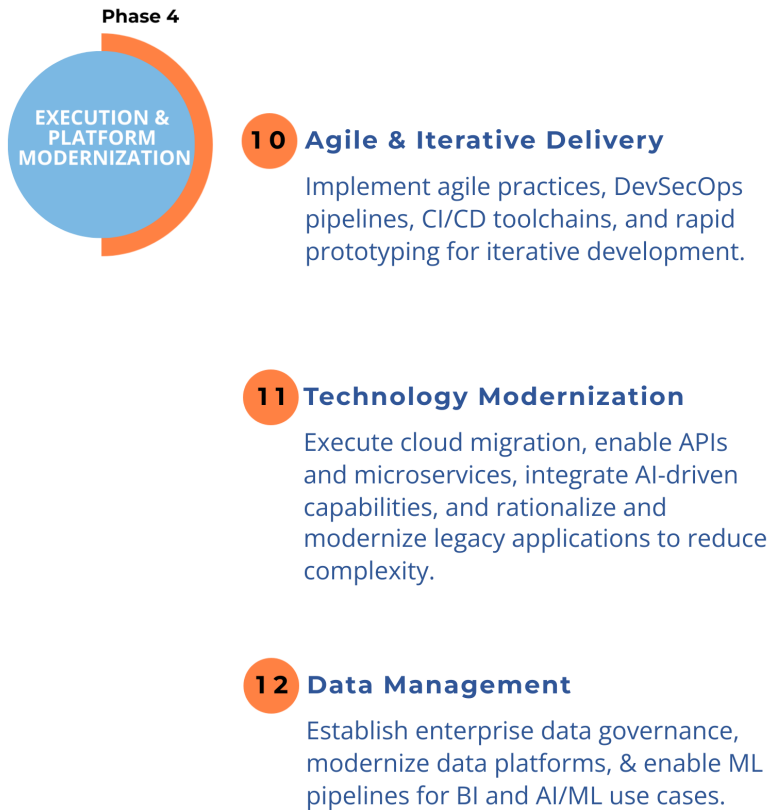 Phase 4
EXECUTION &
PLATFORM
MODERNIZATION
10 Agile & Iterative Delivery
Implement agile practices, DevSecOps
pipelines, CI/CD toolchains, and rapid
prototyping for iterative development.
11 Technology Modernization
Execute cloud migration, enable APIs
and microservices, integrate AI-driven
capabilities, and rationalize and
modernize legacy applications to reduce
complexity.
12 Data Management
Establish enterprise data governance,
modernize data platforms, & enable ML
pipelines for BI and AI/ML use cases.